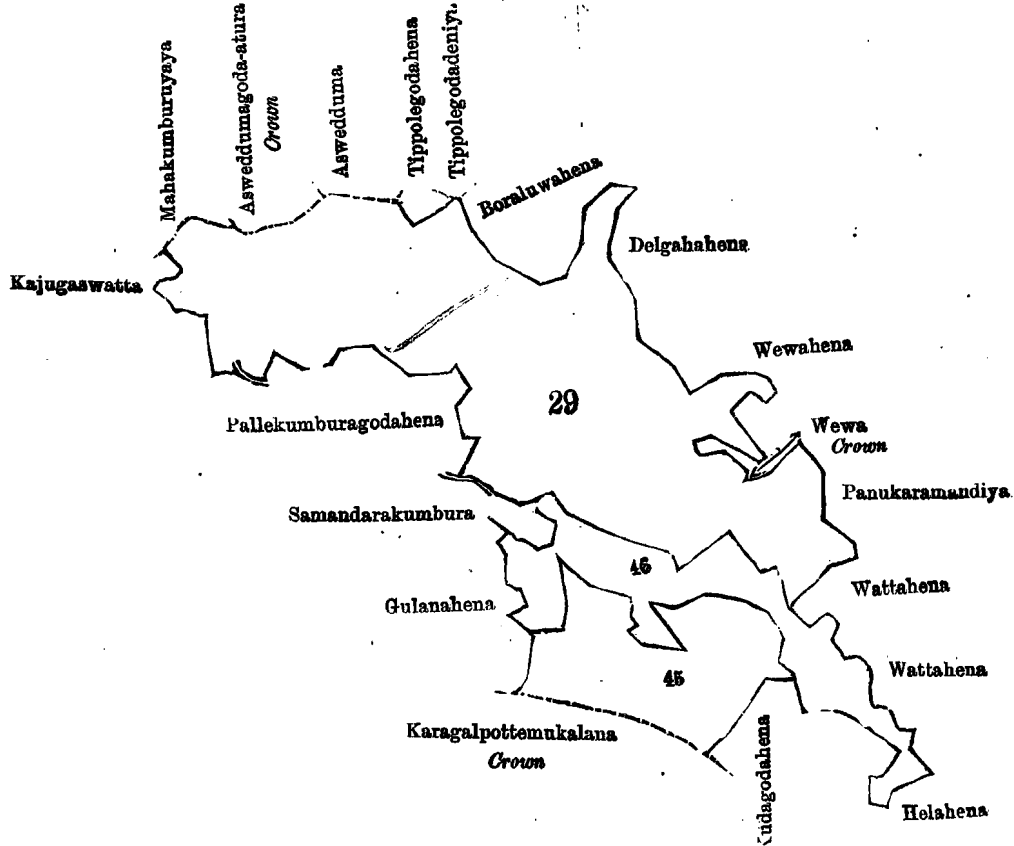 Mahakumburuyaya
Asweddumagoda-atura
Crown
Aswedduma
Tippolegodahena
Boraluwahena
Delgahahena
Kajugaswatta
Wewahena
29
Pallekumburagodahena
Wewa
Crown
Panukaramandiya
Samandarakumbura
46
Gulanahena
Wattahena
Wattahena
45
Karagalpottemukalana
Crown
Helahena